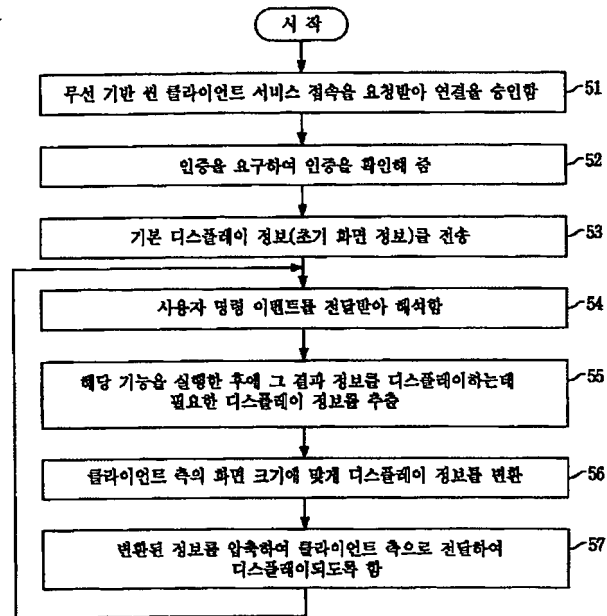 시 작
무선 기반 씬 클라이언트 서비스 접속을 요청받아 연결을 승인함
51
인증을 요구하여 인증을 확인해 줌
52
기본 디스플레이 정보(초기 화면 정보)를 전송
53
사용자 명령 이벤트를 전달받아 해석함
54
해당 기능을 실행한 후에 그 결과 정보를 디스플레이하는데
필요한 디스플레이 정보를 추출
55
클라이언트 측의 화면 크기에 맞게 디스플레이 정보를 변환
56
변환된 정보를 압축하여 클라이언트 측으로 전달하여
디스플레이되도록 함
57